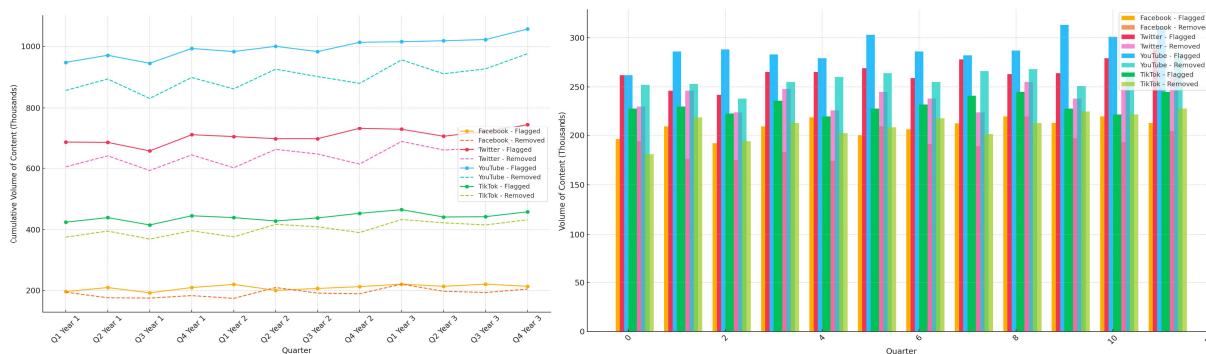 1000
800
600
400
200
Cumulative Volume of Content (Thousands)
Q1 Year 1
Q2 Year 1
Q3 Year 1
Q4 Year 1
Q1 Year 2
Q2 Year 2
Q3 Year 2
Q4 Year 2
Q1 Year 3
Q2 Year 3
Q3 Year 3
Q4 Year 3
Quarter
Facebook - Flagged
Facebook - Removed
Twitter - Flagged
Twitter - Removed
YouTube - Flagged
YouTube - Removed
TikTok - Flagged
TikTok - Removed
300
250
200
150
100
50
0
Volume of Content (Thousands)
0
2
4
6
8
10
Quarter
Facebook - Flagged
Facebook - Removed
Twitter - Flagged
Twitter - Removed
YouTube - Flagged
YouTube - Removed
TikTok - Flagged
TikTok - Removed